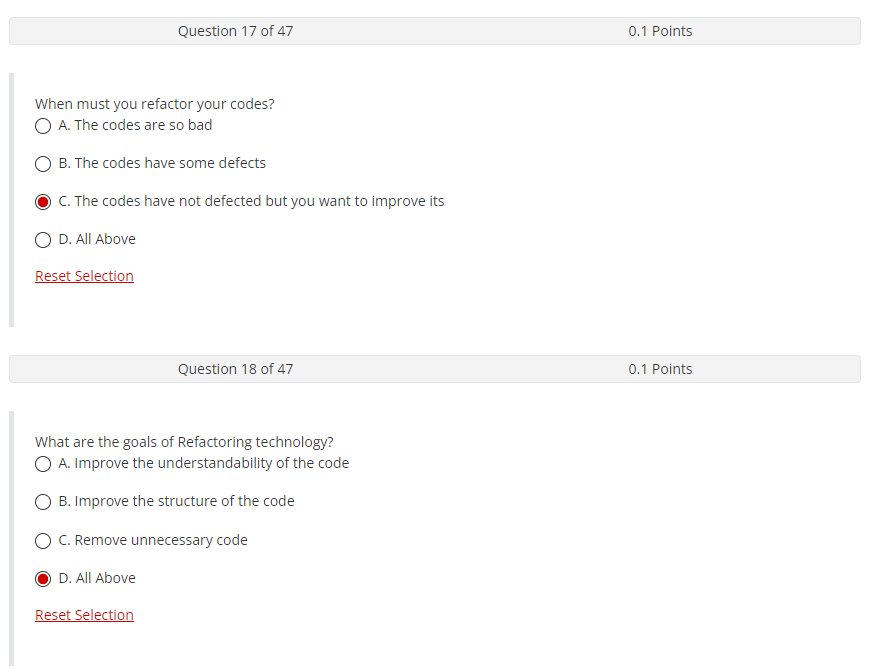 Question 17 of 47 0.1 Points
When must you refactor your codes?
A. The codes are so bad
B. The codes have some defects
C. The codes have not defected but you want to improve its
D. All Above
Reset Selection
Question 18 of 47 0.1 Points
What are the goals of Refactoring technology?
A. Improve the understandability of the code
B. Improve the structure of the code
C. Remove unnecessary code
D. All Above
Reset Selection